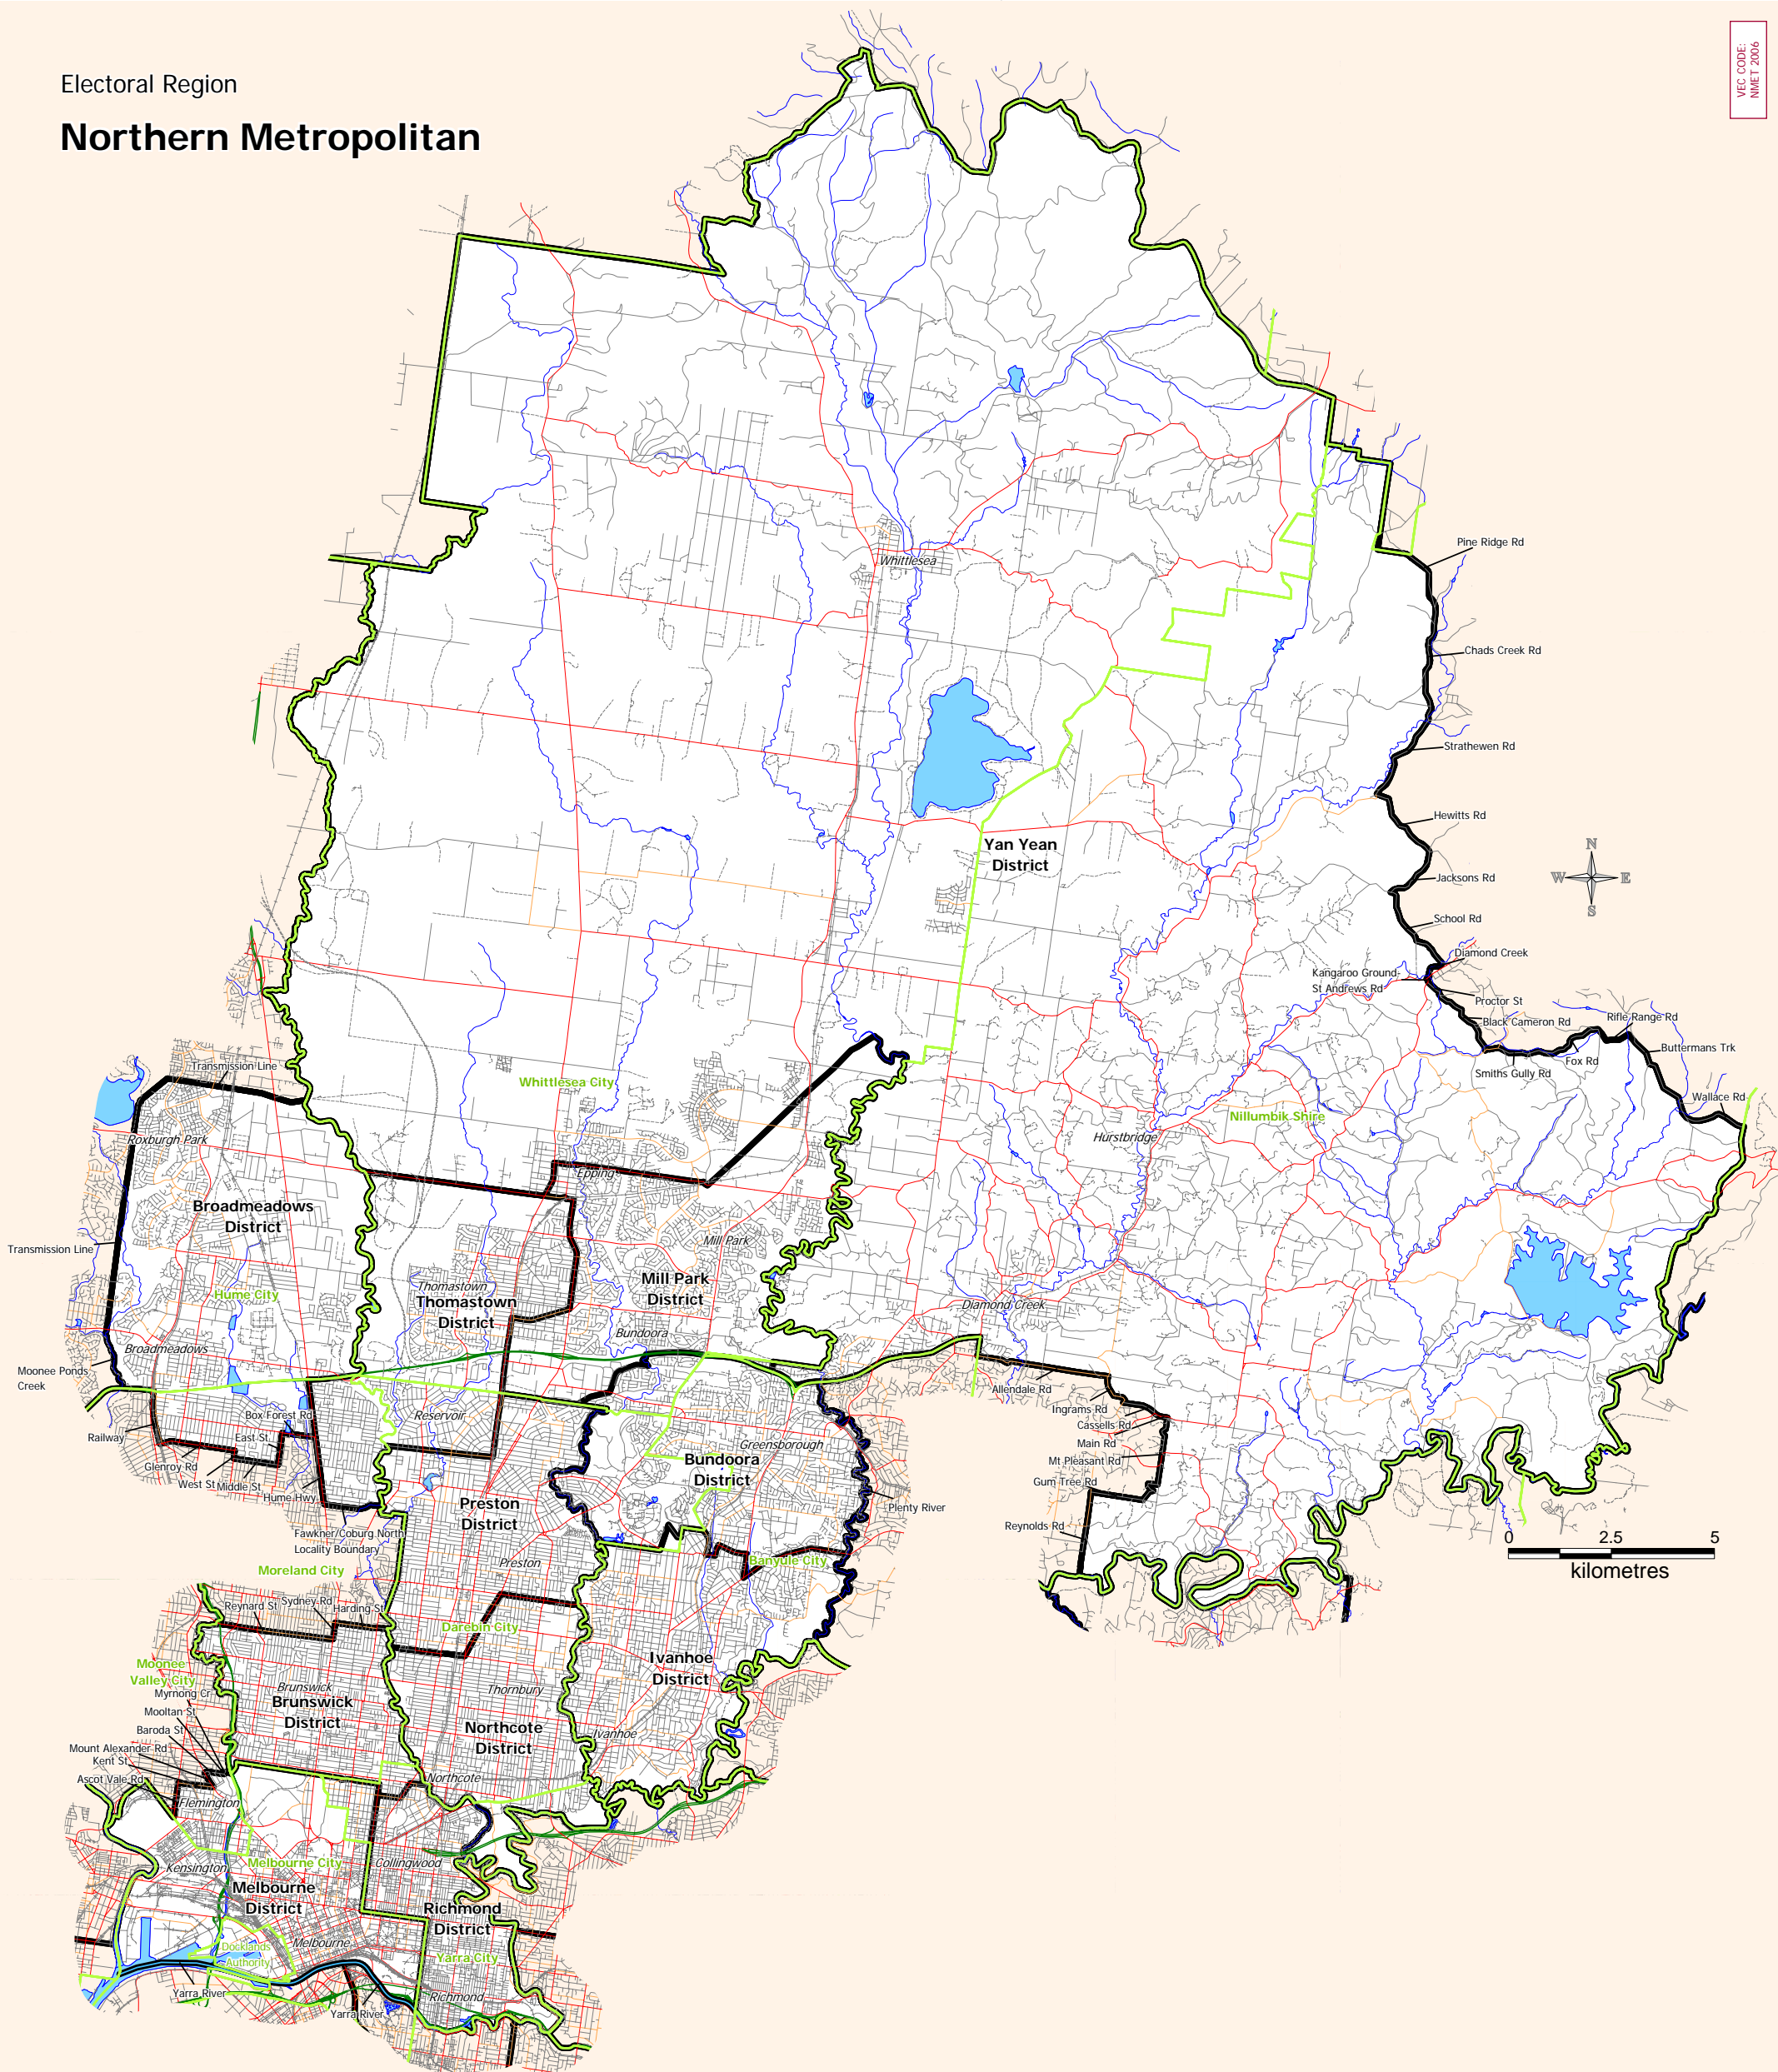 Electoral Region
Northern Metropolitan
VEC CODE:
NMET 2006
Pine Ridge Rd
Whittlesea
Chads Creek Rd
Strathewen Rd
Hewitts Rd
Yan Yean
District
N
W E
S
Jacksons Rd
School Rd
Diamond Creek
Kangaroo Ground-
St Andrews Rd
Proctor St
Black Cameron Rd
Rifle Range Rd
Buttermans Trk
Fox Rd
Smiths Gully Rd
Wallace Rd
Transmission Line
Whittlesea City
Nillumbik Shire
Hurstbridge
Roxburgh Park
Epping
Broadmeadows
District
Transmission Line
Mill Park
Mill Park
District
Thomastown
Thomastown
District
Hume City
Diamond Creek
Bundoora
Broadmeadows
Moonee Ponds
Creek
Allendale Rd
Ingrams Rd
Cassells Rd
Main Rd
Mt Pleasant Rd
Gum Tree Rd
Reynolds Rd
Box Forest Rd
Reservoir
Railway
East St
Glenroy Rd
West St
Middle St
Hume Hwy
Greensborough
Bundoora
District
Plenty River
Preston
District
Fawkner/Coburg North
Locality Boundary
0 2.5 5
kilometres
Moreland City
Preston
Banyule City
Reynard St
Sydney Rd
Harding St
Darebin City
Moonee
Valley City
Ivanhoe
District
Brunswick
Brunswick
District
Thornbury
Myrnong Cr
Mooltan St
Baroda St
Mount Alexander Rd
Kent St
Ascot Vale Rd
Northcote
District
Ivanhoe
Northcote
Flemington
Kensington
Melbourne City
Collingwood
Melbourne
District
Richmond
District
Melbourne
Docklands
Authority
Yarra City
Yarra River
Richmond
Yarra River